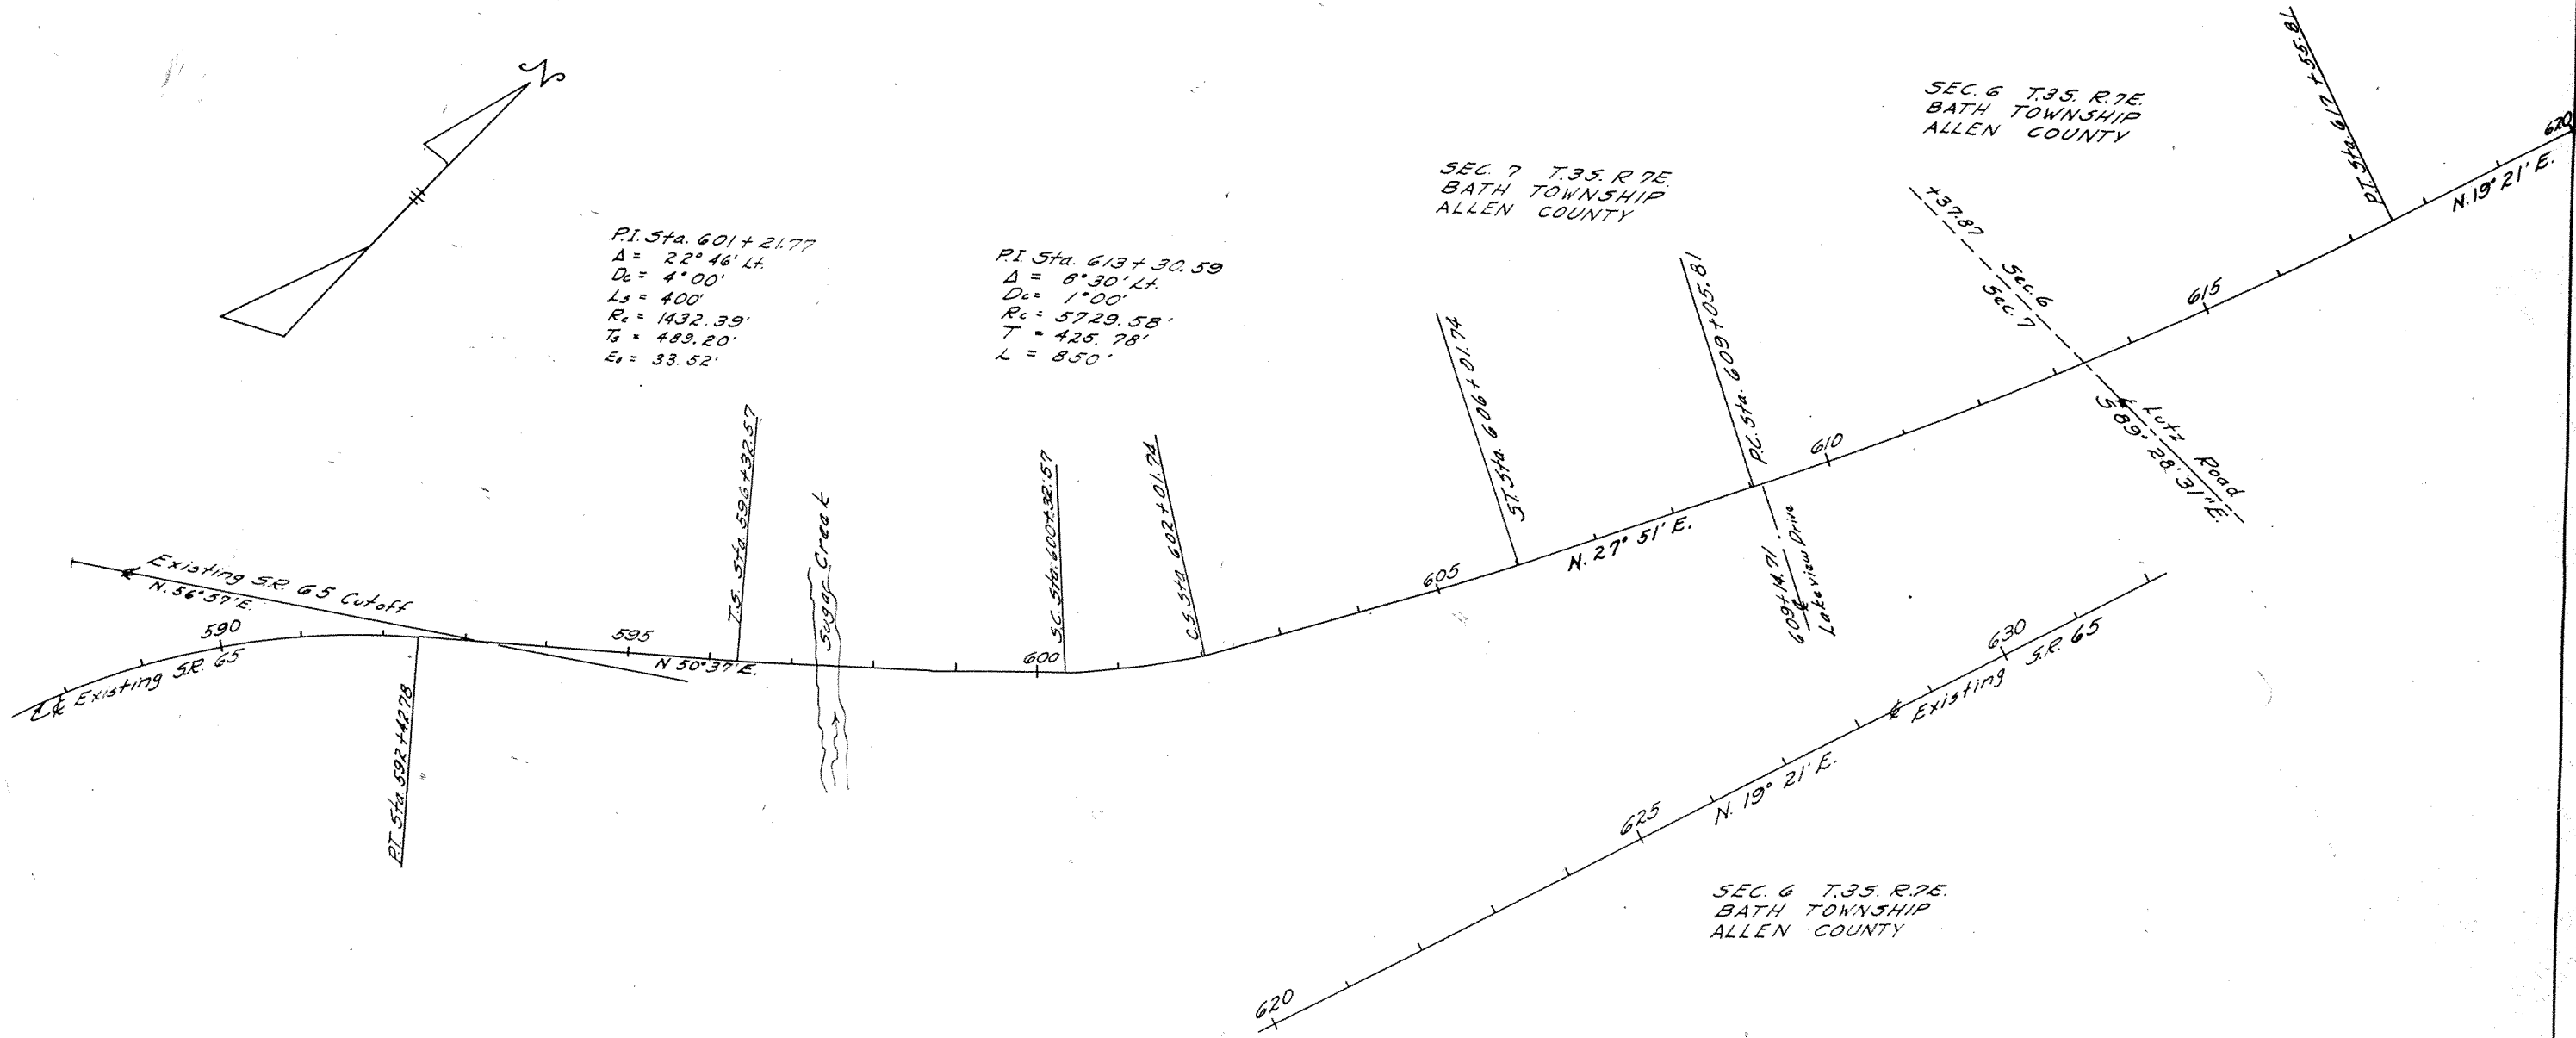 N
SEC. 6 T.3S. R.7E.
BATH TOWNSHIP
ALLEN COUNTY
P.T. Sta. 617 + 55.81
620
N. 19° 21' E.
SEC. 7 T.3S. R 7E.
BATH TOWNSHIP
ALLEN COUNTY
+37.87
Sec. 6
Sec. 7
615
P.I. Sta. 601 + 21.77
Δ = 22° 46' Lt.
Dc = 4° 00'
Ls = 400'
Rc = 1432.39'
Ts = 489.20'
Es = 33.52'
P.I. Sta. 613 + 30.59
Δ = 8° 30' Lt.
Dc = 1° 00'
Rc = 5729.58'
T = 425.78'
L = 850'
S.T. Sta. 606 + 01.74
P.C. Sta. 609 + 05.81
610
℄ Lutz Road
S 89° 28' 31" E.
T.S. Sta. 596+32.57
Sugar Creek
S.C. Sta. 600+32.57
C.S. Sta. 602+01.74
605
N. 27° 51' E.
609+14.71
℄ Lakeview Drive
℄ Existing S.R. 65 Cutoff
N. 56° 57' E.
590
595
N 50° 37' E.
600
℄ Existing S.R. 65
P.T. Sta. 592+42.78
630
℄ Existing S.R. 65
625
N. 19° 21' E.
620
SEC. 6 T.3S. R.7E.
BATH TOWNSHIP
ALLEN COUNTY